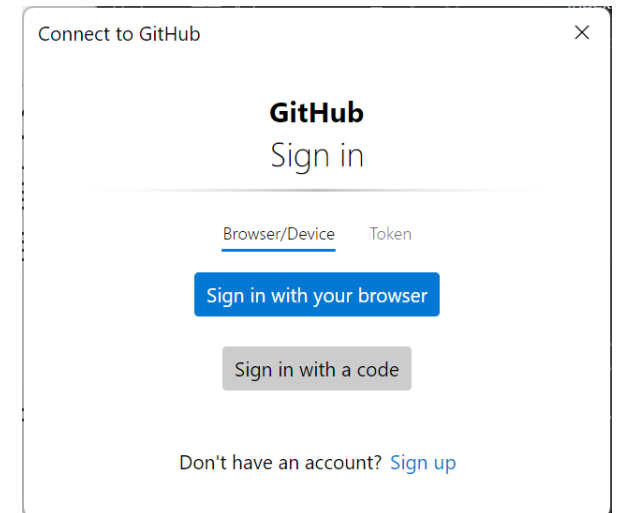 Connect to GitHub
GitHub
Sign in
Browser/Device Token
Sign in with your browser
Sign in with a code
Don't have an account? Sign up